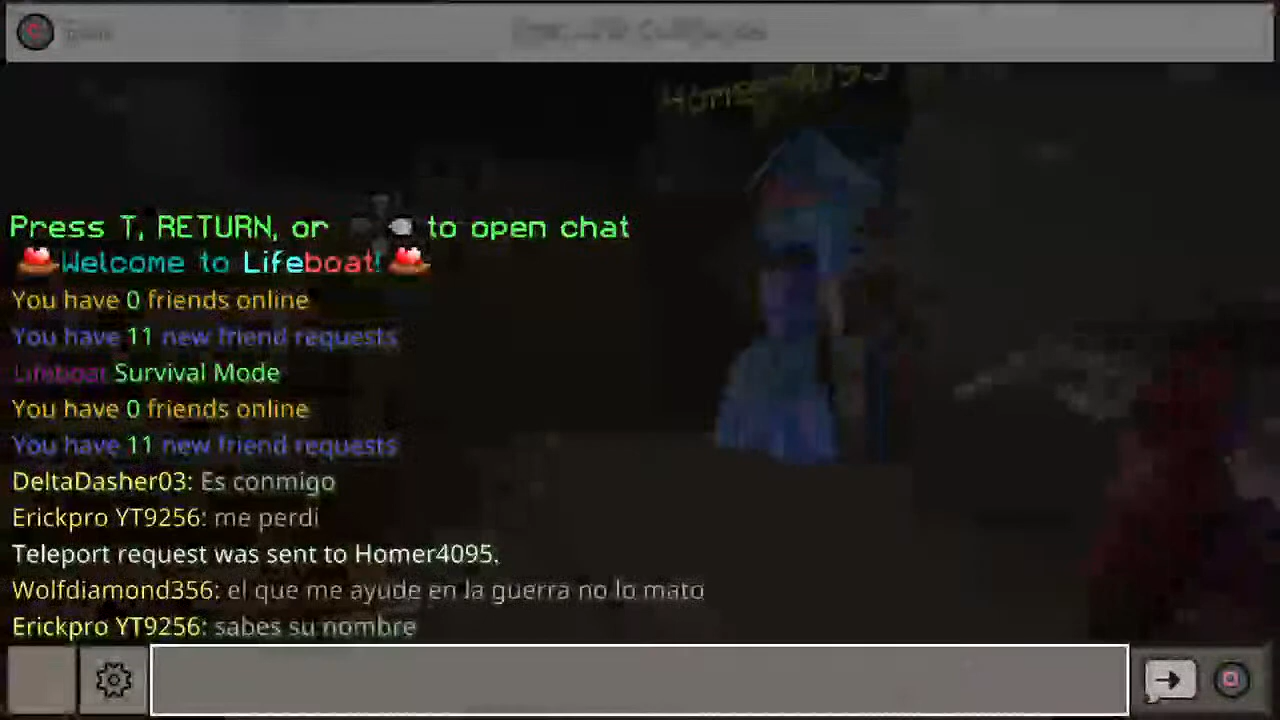 Homer4095
Press T, RETURN, or to open chat
Welcome to Lifeboat!
You have 0 friends online
You have 11 new friend requests
Lifeboat Survival Mode
You have 0 friends online
You have 11 new friend requests
DeltaDasher03: Es conmigo
Erickpro YT9256: me perdi
Teleport request was sent to Homer4095.
Wolfdiamond356: el que me ayude en la guerra no lo mato
Erickpro YT9256: sabes su nombre